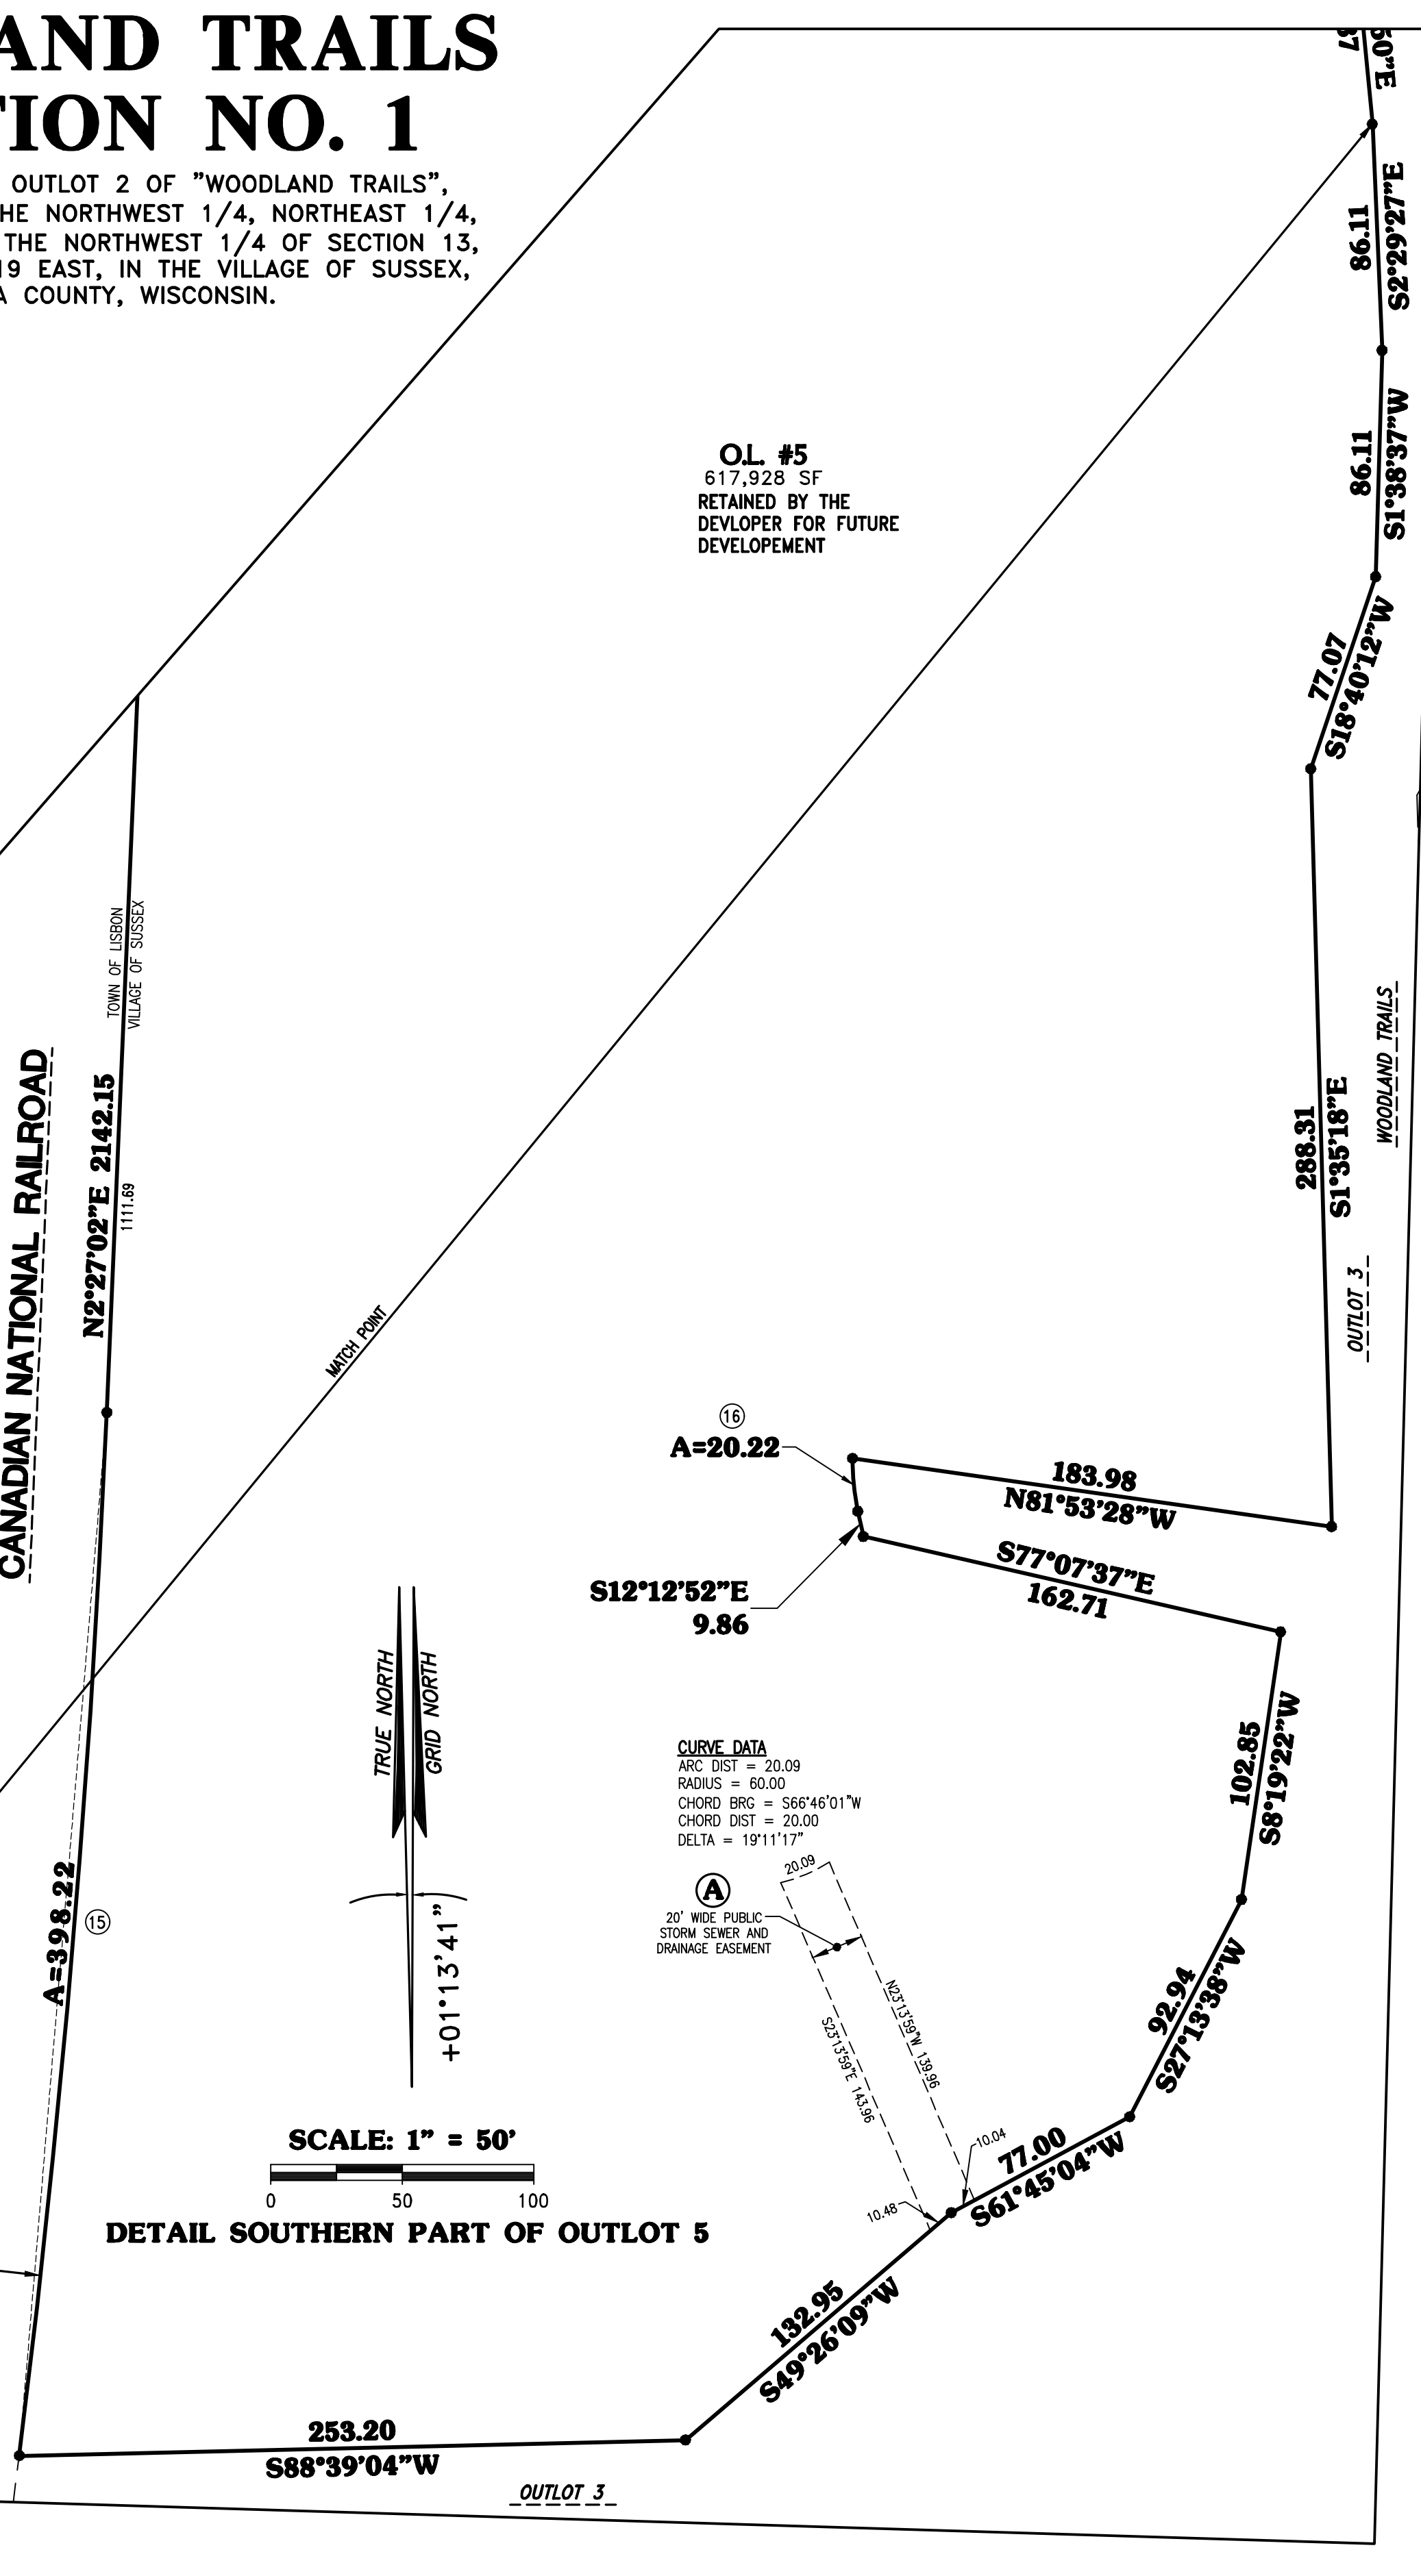 AND TRAILS
TION NO. 1
OUTLOT 2 OF "WOODLAND TRAILS",
HE NORTHWEST 1/4, NORTHEAST 1/4,
THE NORTHWEST 1/4 OF SECTION 13,
19 EAST, IN THE VILLAGE OF SUSSEX,
A COUNTY, WISCONSIN.
86.11
S2°29'27"E
86.11
S1°38'37"W
O.L. #5
617,928 SF
RETAINED BY THE
DEVLOPER FOR FUTURE
DEVELOPEMENT
77.07
S18°40'12"W
TOWN OF LISBON
VILLAGE OF SUSSEX
CANADIAN NATIONAL RAILROAD
N2°27'02"E 2142.15
1111.69
288.31
S1°35'18"E
WOODLAND TRAILS
OUTLOT 3
MATCH POINT
16
A=20.22
183.98
N81°53'28"W
S77°07'37"E
162.71
S12°12'52"E
9.86
TRUE NORTH
GRID NORTH
+01°13'41"
102.85
S8°19'22"W
CURVE DATA
ARC DIST = 20.09
RADIUS = 60.00
CHORD BRG = S66°46'01"W
CHORD DIST = 20.00
DELTA = 19°11'17"
20.09
A
20' WIDE PUBLIC
STORM SEWER AND
DRAINAGE EASEMENT
A=398.22
15
N23°13'59"W 139.96
S23°13'59"E 143.96
92.94
S27°13'38"W
10.04
77.00
S61°45'04"W
10.48
SCALE: 1" = 50'
0 50 100
DETAIL SOUTHERN PART OF OUTLOT 5
132.95
S49°26'09"W
253.20
S88°39'04"W
OUTLOT 3